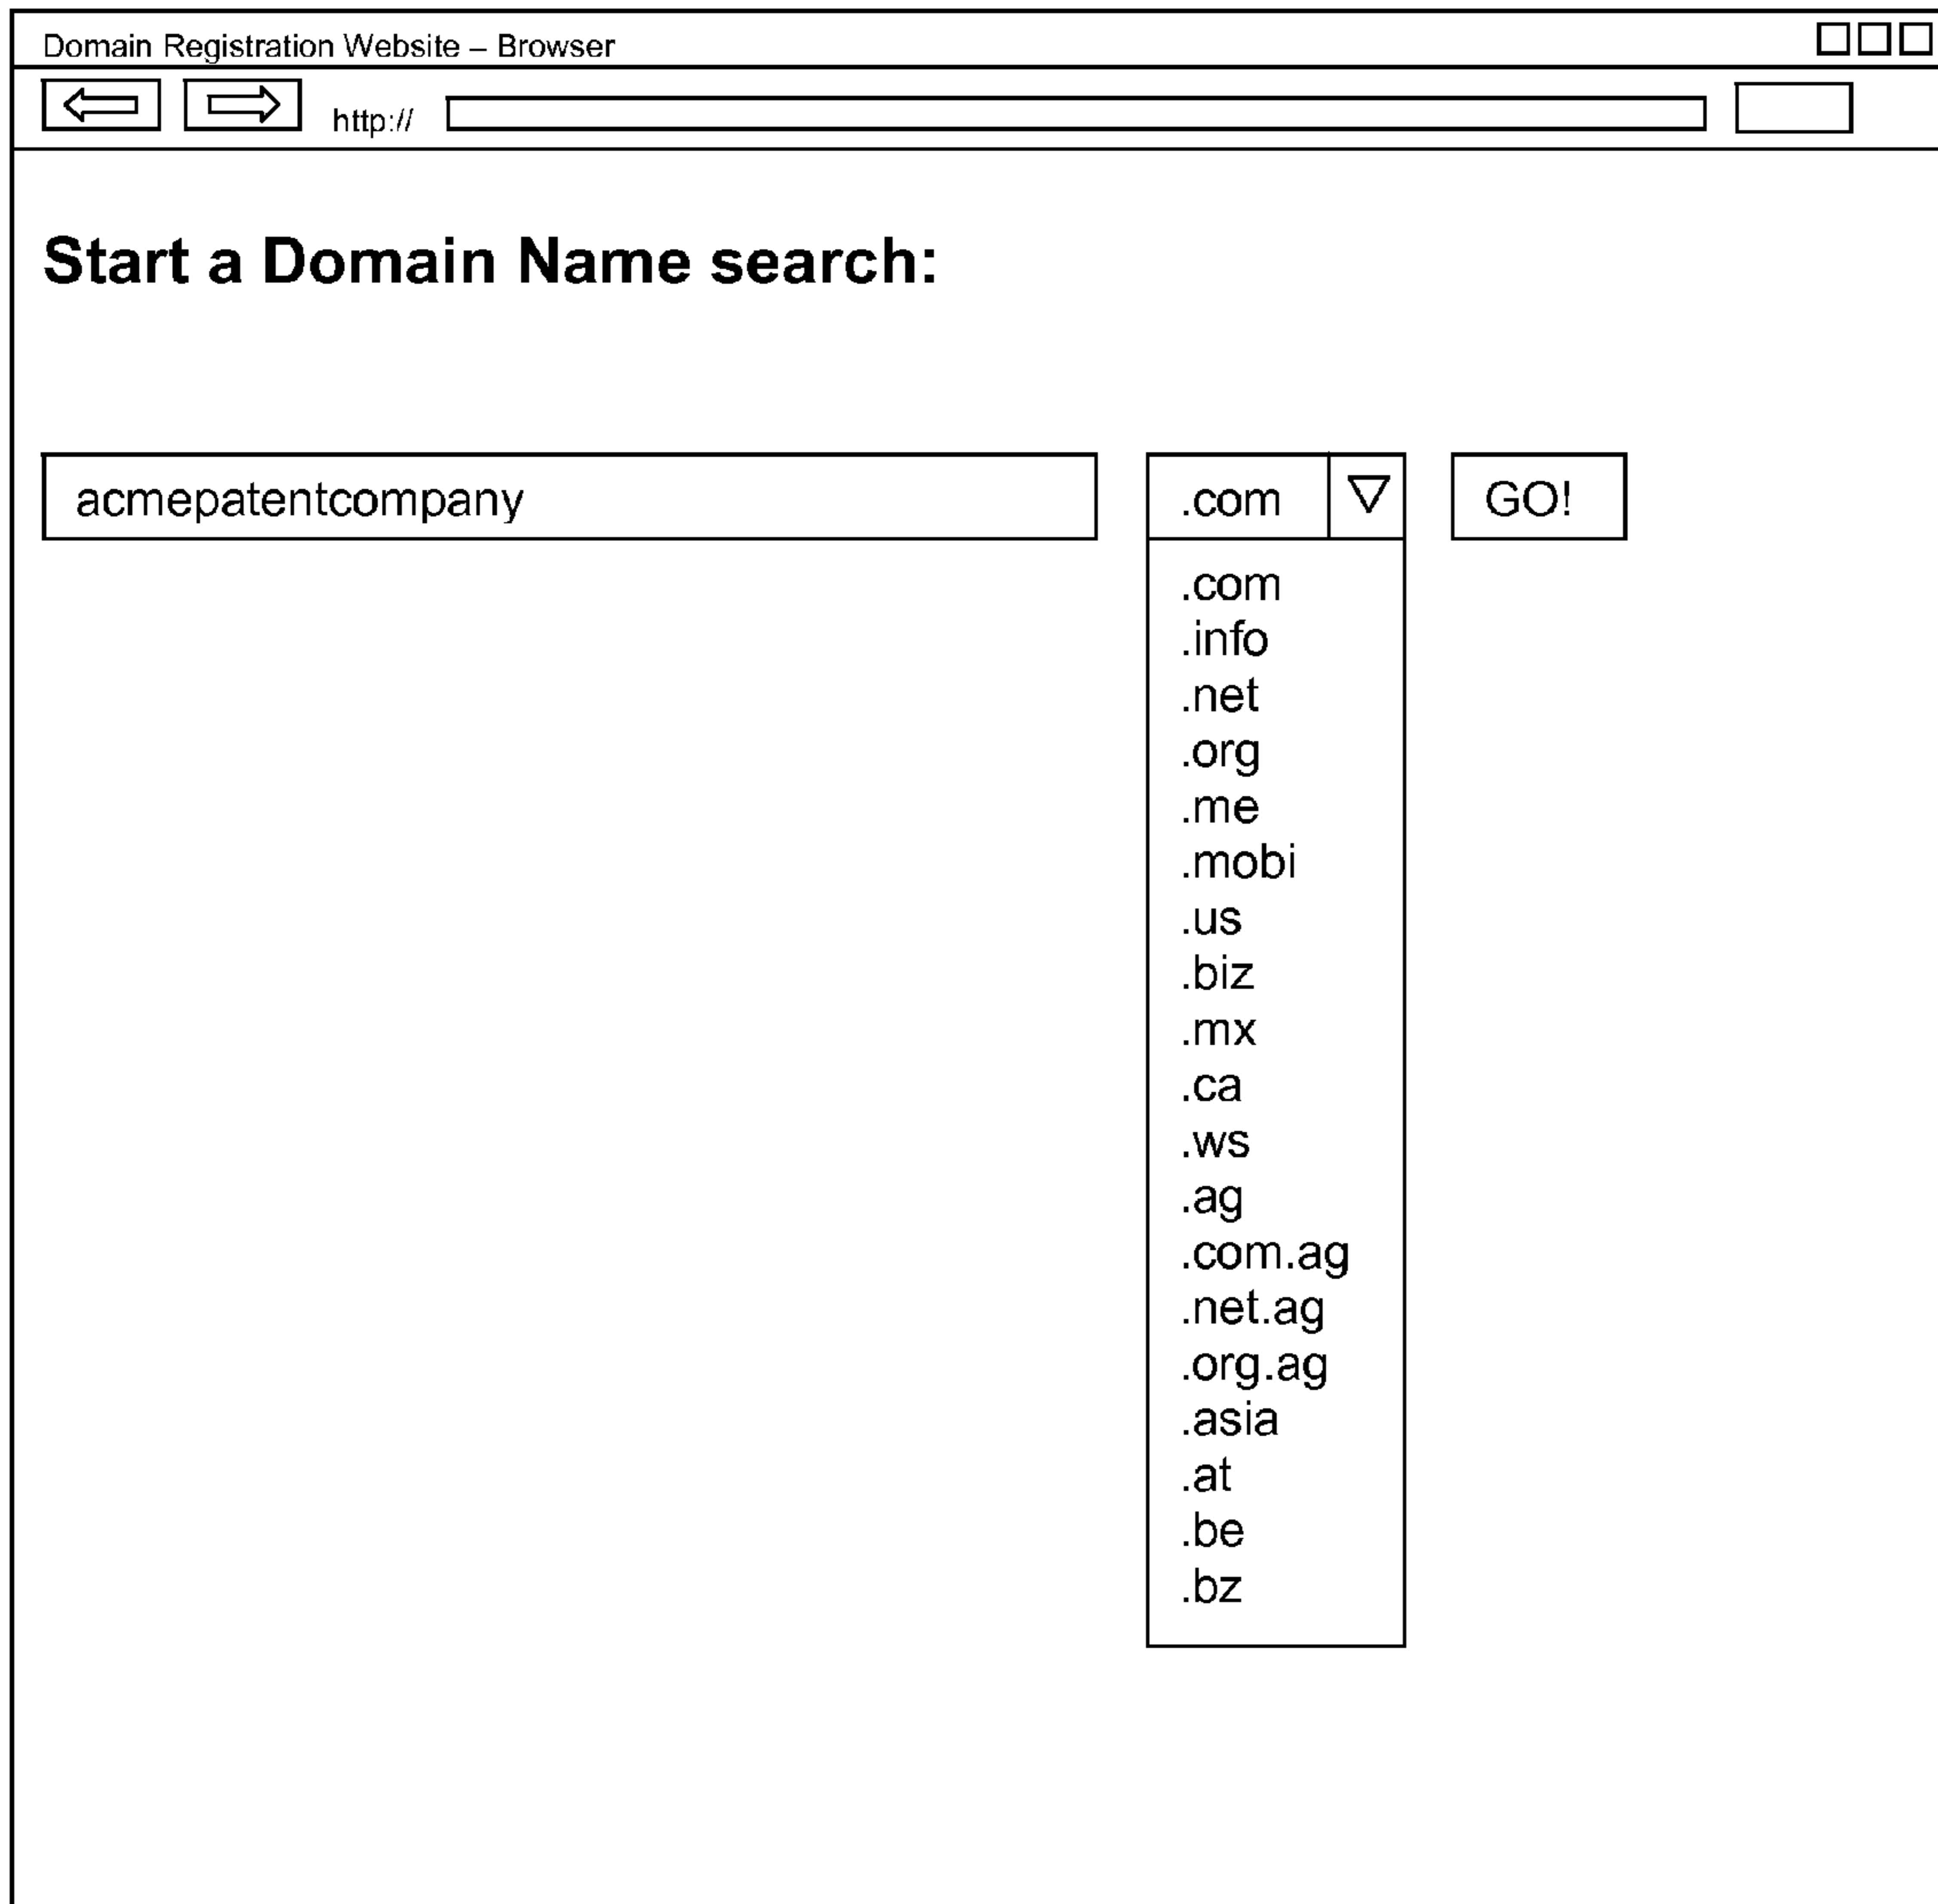 Domain Registration Website – Browser
http://
Start a Domain Name search:
acmepatentcompany .com GO!
.com
.info
.net
.org
.me
.mobi
.us
.biz
.mx
.ca
.ws
.ag
.com.ag
.net.ag
.org.ag
.asia
.at
.be
.bz